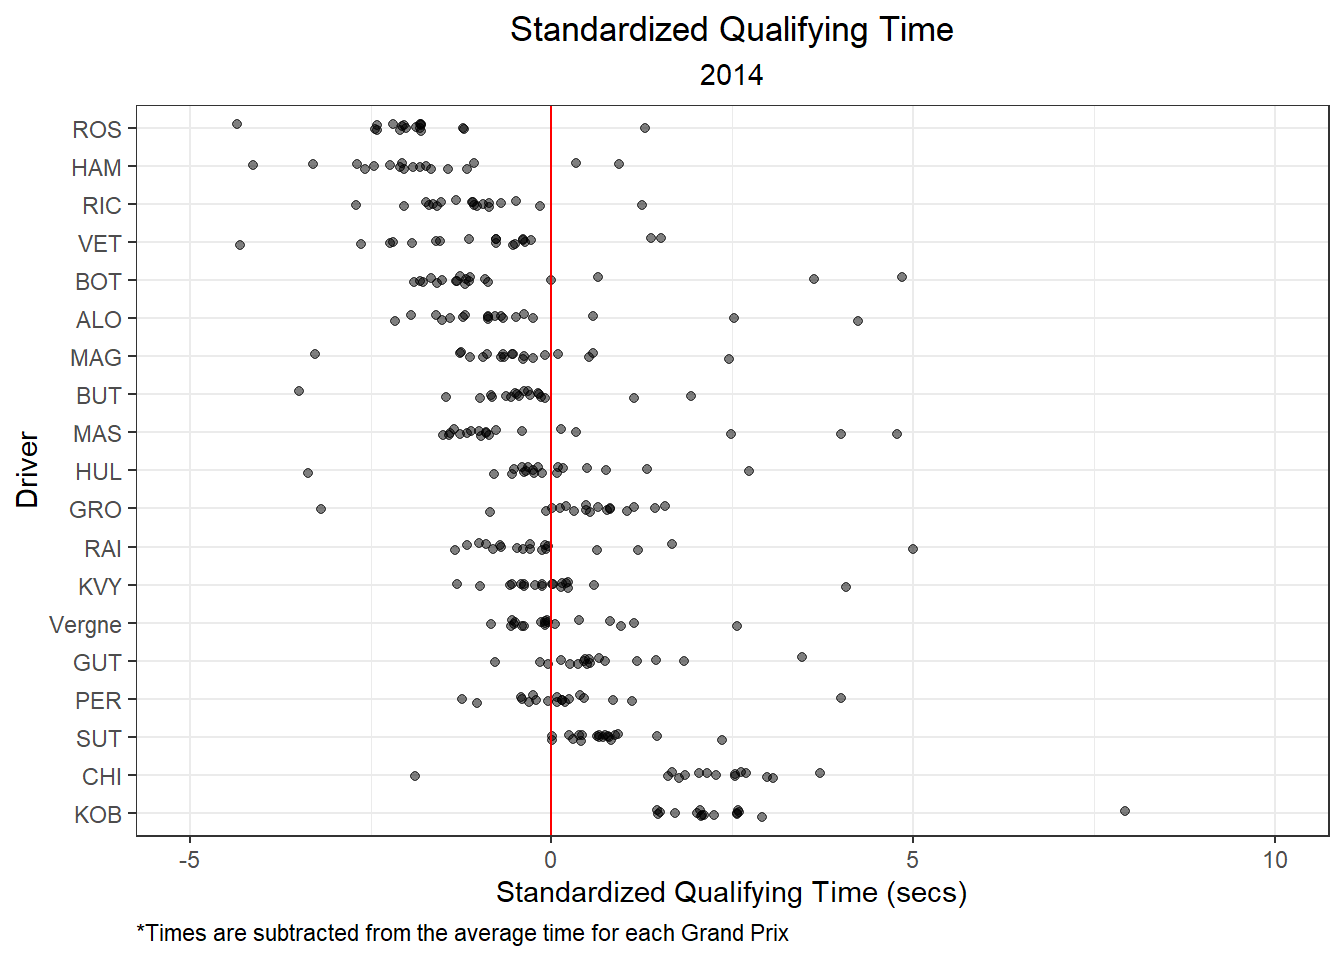 Standardized Qualifying Time
2014
Driver
ROS
HAM
RIC
VET
BOT
ALO
MAG
BUT
MAS
HUL
GRO
RAI
KVY
Vergne
GUT
PER
SUT
CHI
KOB
-5 0 5 10
Standardized Qualifying Time (secs)
*Times are subtracted from the average time for each Grand Prix